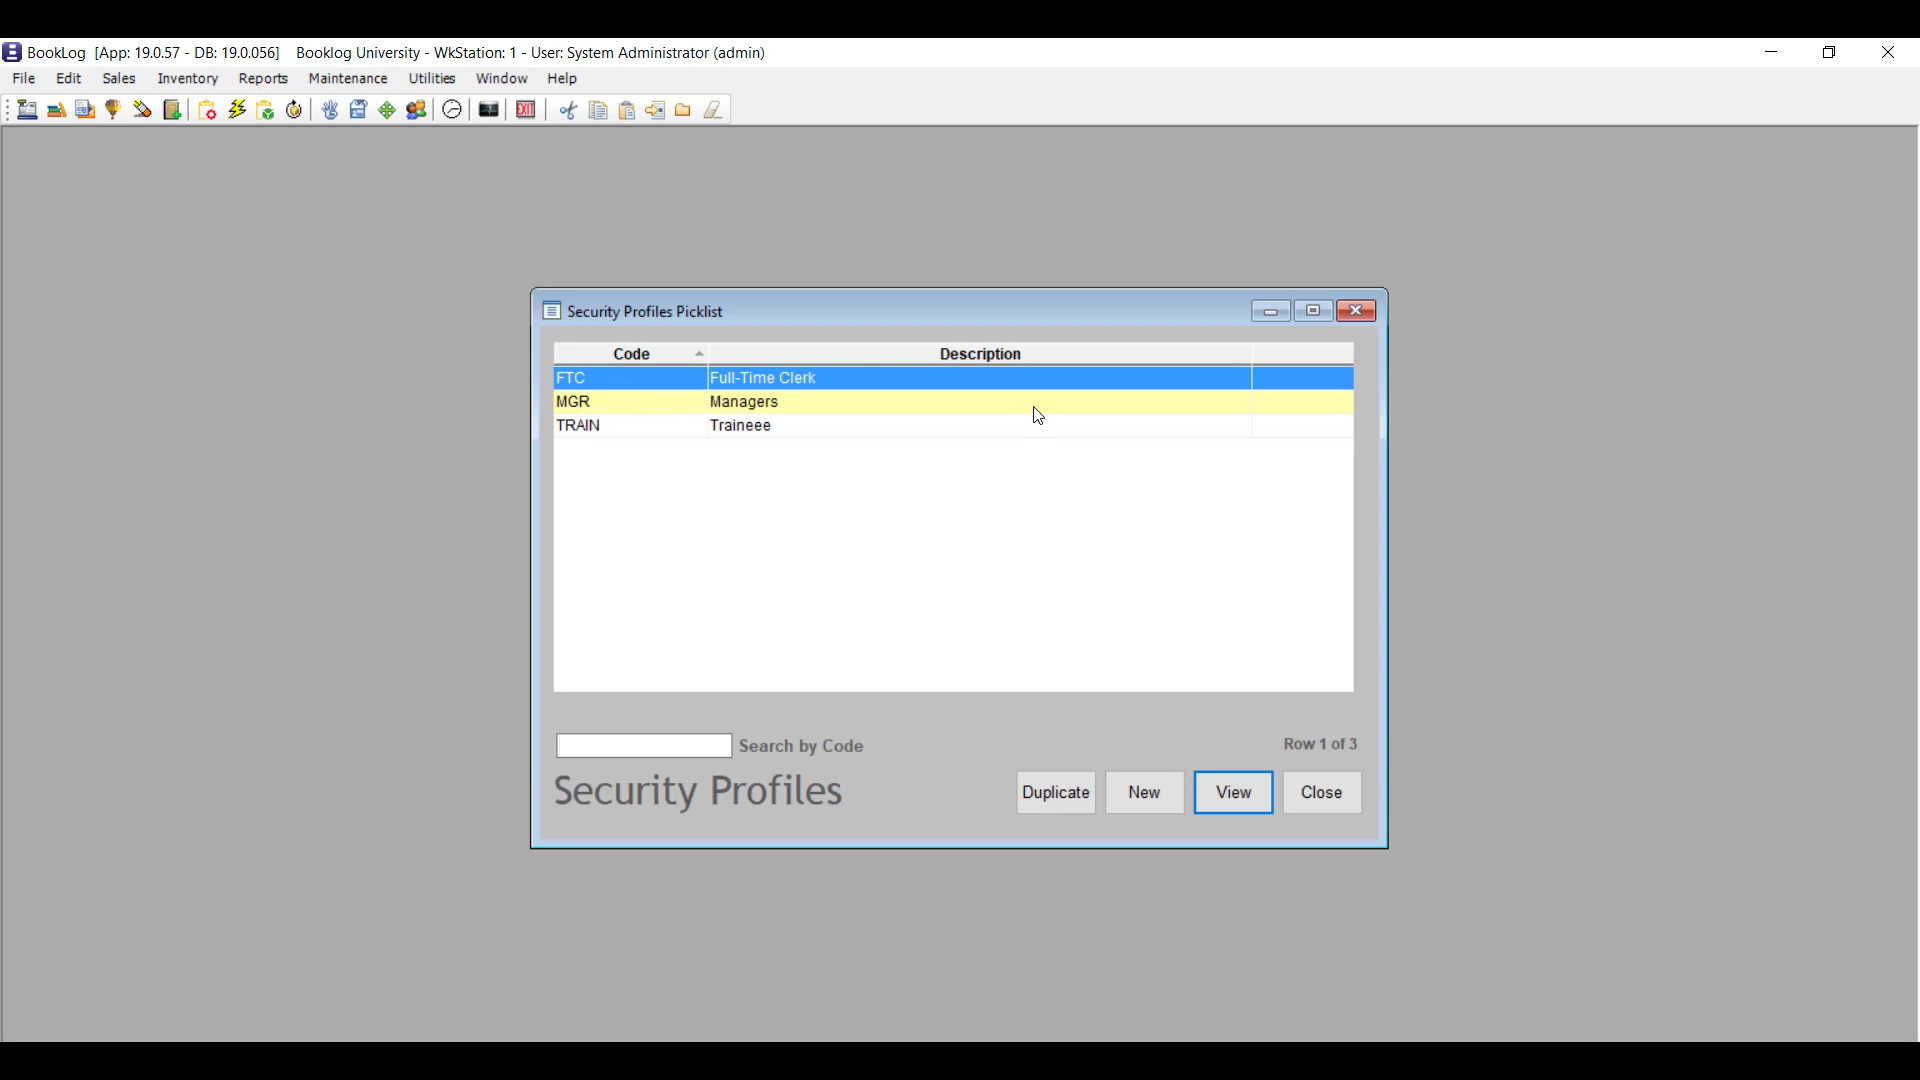 BookLog [App: 19.0.57 - DB: 19.0.056] Booklog University - WkStation: 1 - User: System Administrator (admin)
File Edit Sales Inventory Reports Maintenance Utilities Window Help
EXIT
Security Profiles Picklist
Code Description
FTC Full-Time Clerk
MGR Managers
TRAIN Traineee
Search by Code Row 1 of 3
Security Profiles Duplicate New View Close